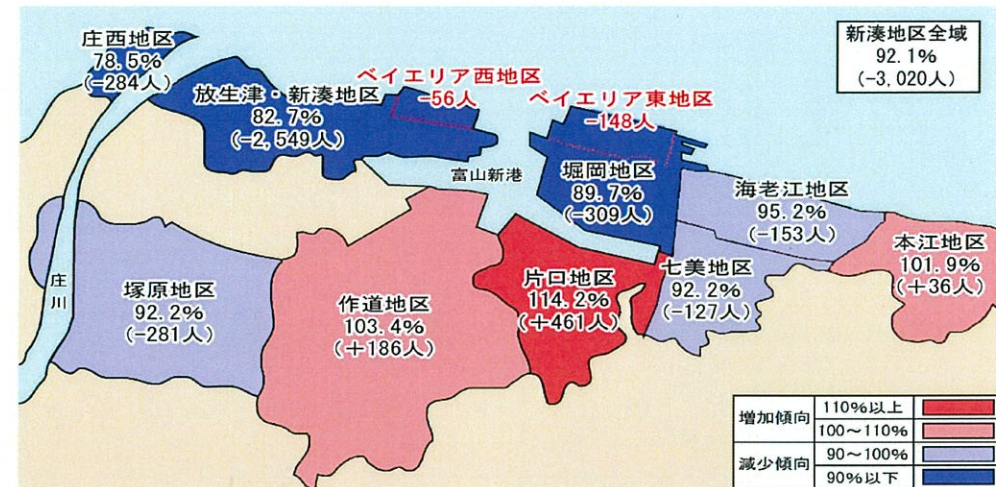 庄西地区
78.5%
(-284人)
放生津・新湊地区
82.7%
(-2,549人)
ベイエリア西地区
-56人
ベイエリア東地区
-148人
新湊地区全域
92.1%
(-3,020人)
富山新港
堀岡地区
89.7%
(-309人)
海老江地区
95.2%
(-153人)
本江地区
101.9%
(+36人)
庄川
塚原地区
92.2%
(-281人)
作道地区
103.4%
(+186人)
片口地区
114.2%
(+461人)
七美地区
92.2%
(-127人)
増加傾向
110%以上
100~110%
減少傾向
90~100%
90%以下